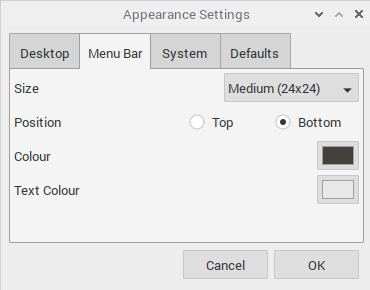 Appearance Settings
Desktop Menu Bar System Defaults
Size Medium (24x24)
Position Top Bottom
Colour
Text Colour
Cancel OK